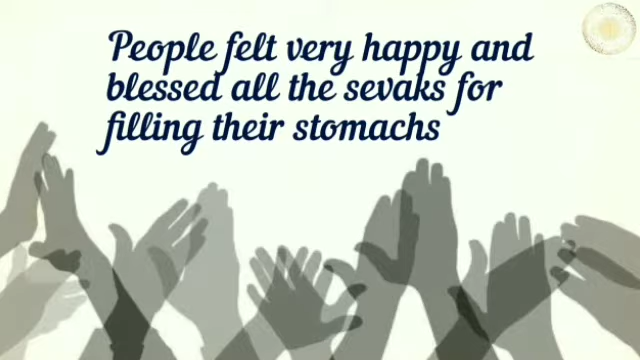 People felt very happy and
blessed all the sevaks for
filling their stomachs